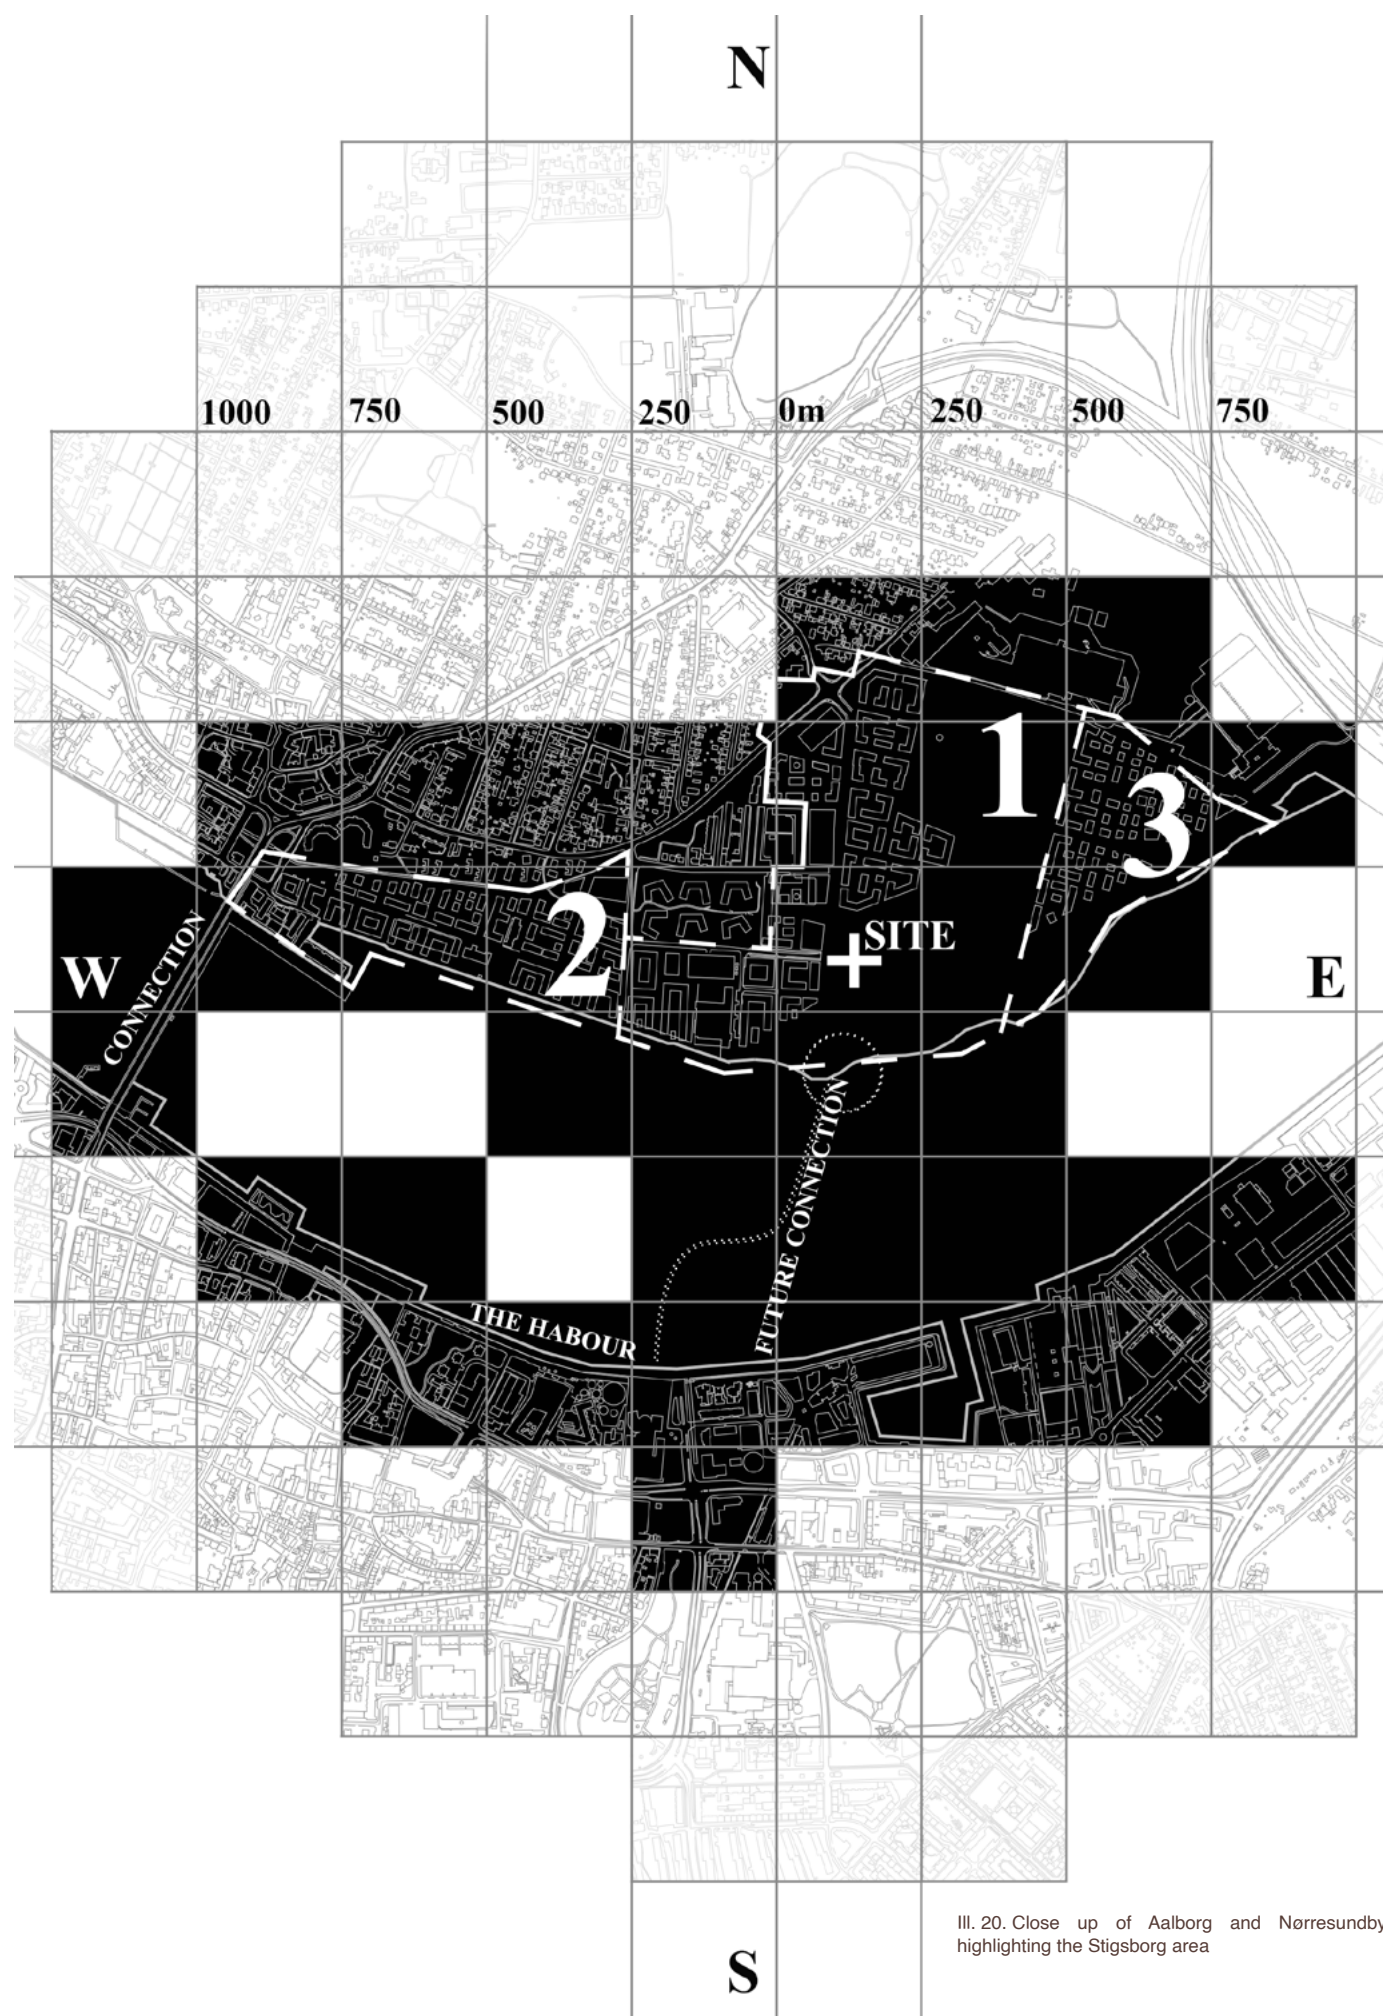 N
1000 750 500 250 0m 250 500 750
1
3
2
SITE
W
E
CONNECTION
FUTURE CONNECTION
THE HABOUR
Ill. 20. Close up of Aalborg and Nørresundby
highlighting the Stigsborg area
S